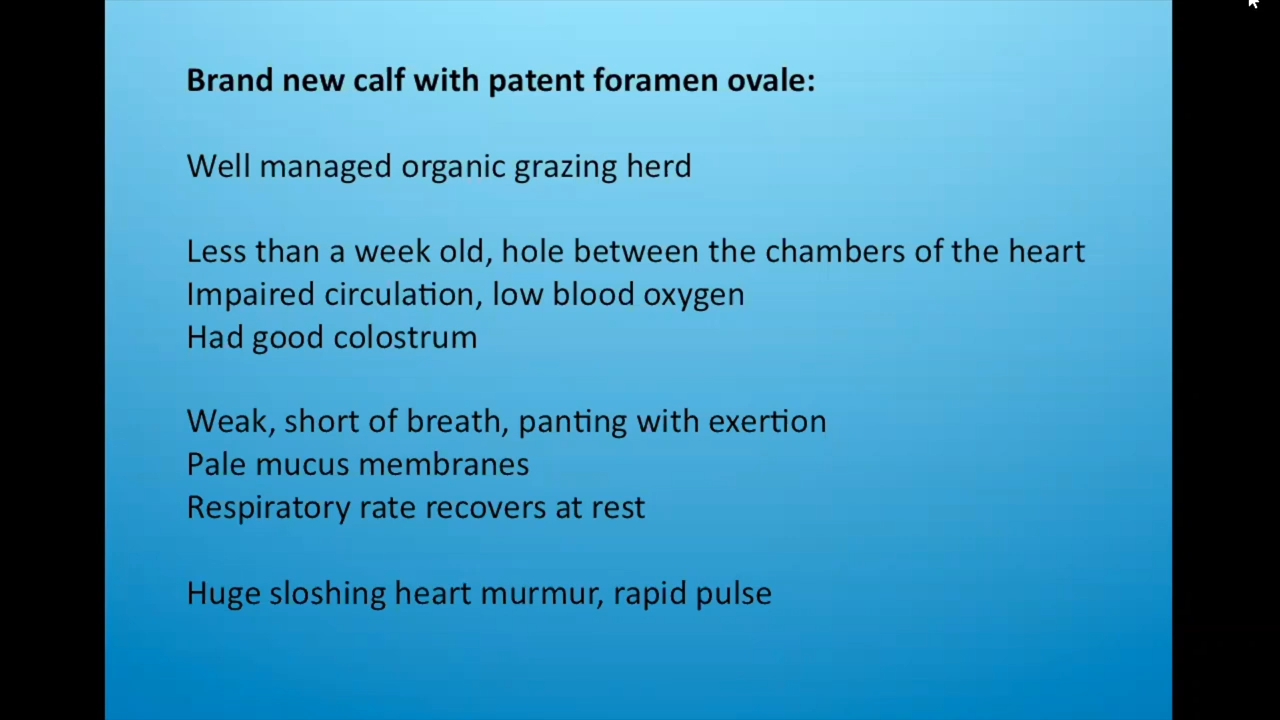 Brand new calf with patent foramen ovale:
Well managed organic grazing herd
Less than a week old, hole between the chambers of the heart
Impaired circulation, low blood oxygen
Had good colostrum
Weak, short of breath, panting with exertion
Pale mucus membranes
Respiratory rate recovers at rest
Huge sloshing heart murmur, rapid pulse